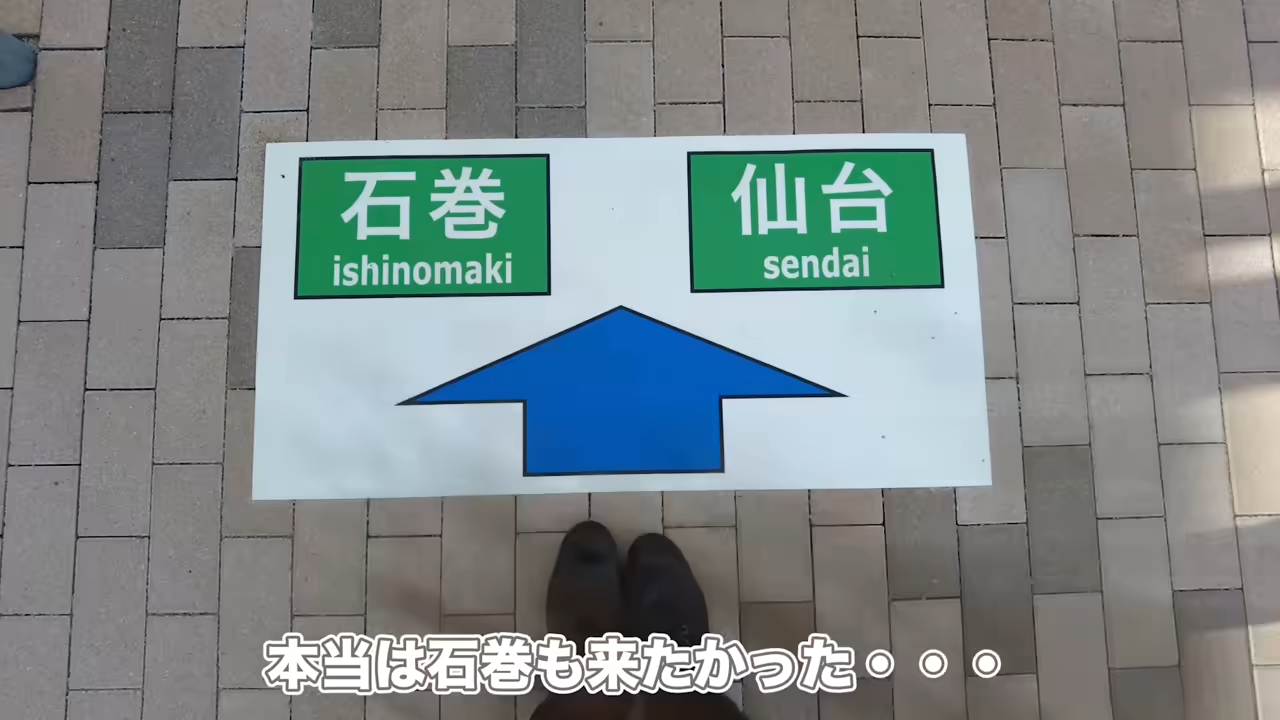 石巻
ishinomaki
仙台
sendai
本当は石巻も来たかった・・・